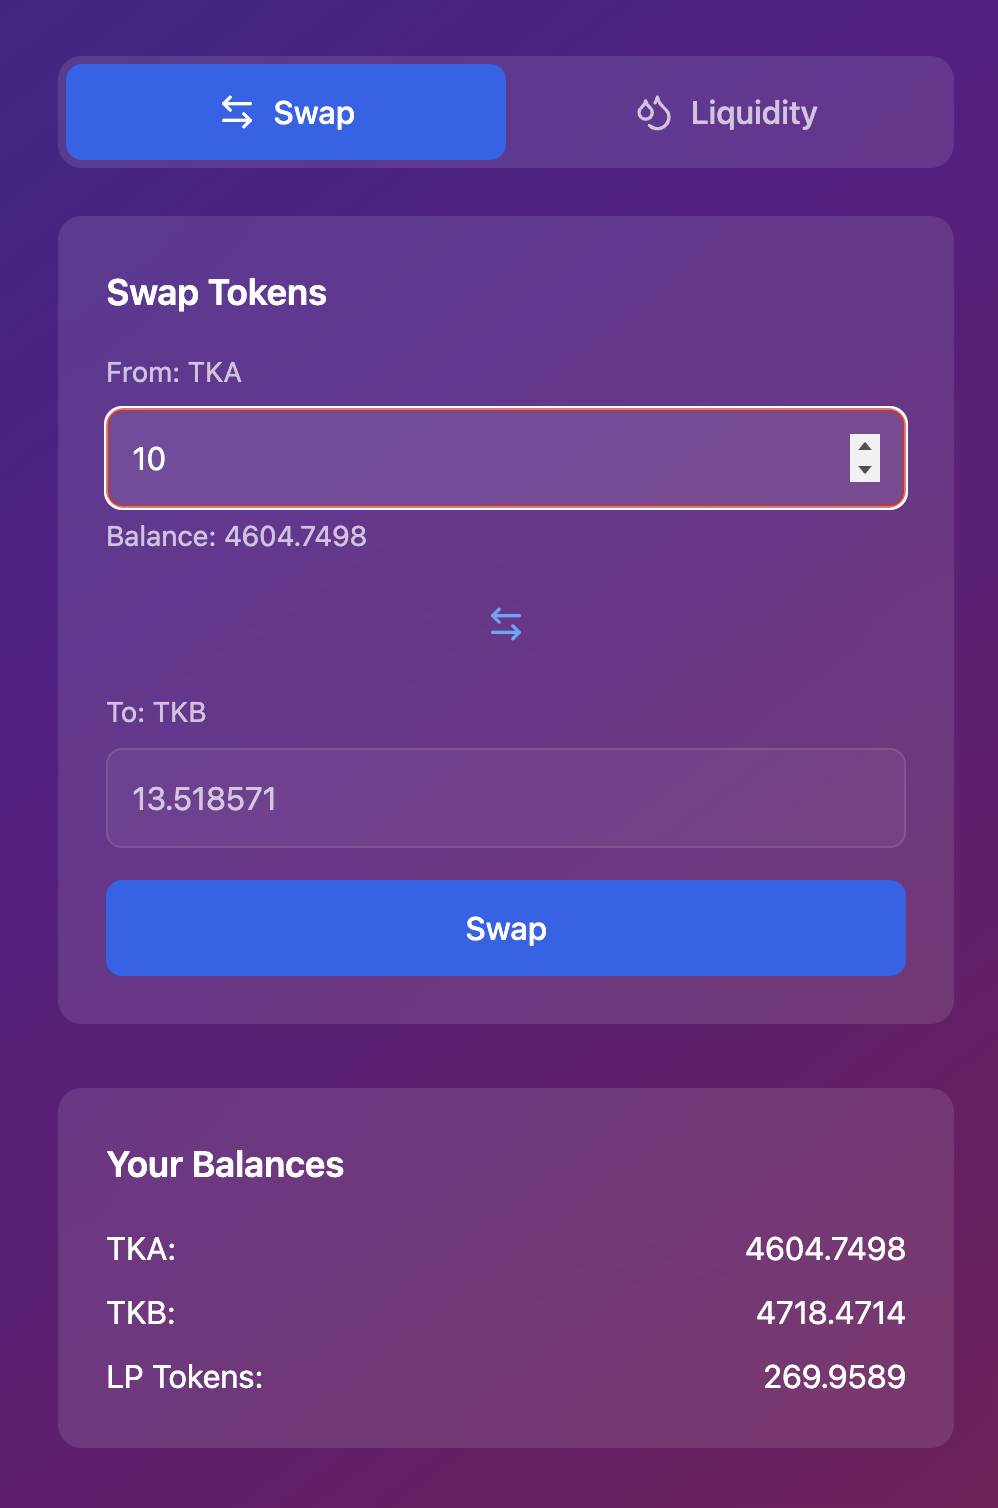 Swap
Liquidity
Swap Tokens
From: TKA
10
Balance: 4604.7498
To: TKB
13.518571
Swap
Your Balances
TKA: 4604.7498
TKB: 4718.4714
LP Tokens: 269.9589